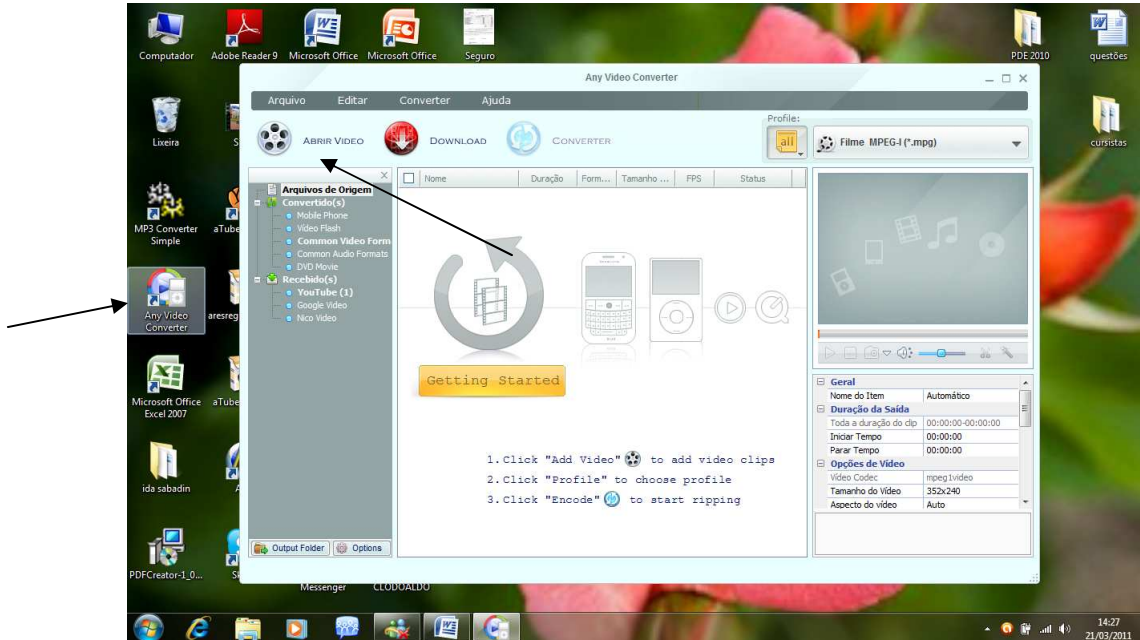 Computador
Adobe Reader 9
Microsoft Office
Microsoft Office
Seguro
PDE 2010
questões
Lixeira
cursistas
MP3 Converter
Simple
Any Video
Converter
aresreg
Microsoft Office
Excel 2007
ida sabadin
PDFCreator-1_0...
Messenger
CLODOALDO
Any Video Converter
Arquivo
Editar
Converter
Ajuda
ABRIR VIDEO
DOWNLOAD
CONVERTER
Profile:
all
Filme MPEG-I (*.mpg)
Arquivos de Origem
Convertido(s)
Mobile Phone
Vídeo Flash
Common Video Form
Common Audio Formats
DVD Movie
Recebido(s)
YouTube (1)
Google Video
Nico Video
Output Folder
Options
Nome
Duração
Form...
Tamanho ...
FPS
Status
Getting Started
1.Click "Add Video" to add video clips
2.Click "Profile" to choose profile
3.Click "Encode" to start ripping
Geral
Nome do Item Automático
Duração da Saída
Toda a duração do clip 00:00:00-00:00:00
Iniciar Tempo 00:00:00
Parar Tempo 00:00:00
Opções de Vídeo
Vídeo Codec mpeg1video
Tamanho do Vídeo 352x240
Aspecto do vídeo Auto
14:27
21/03/2011